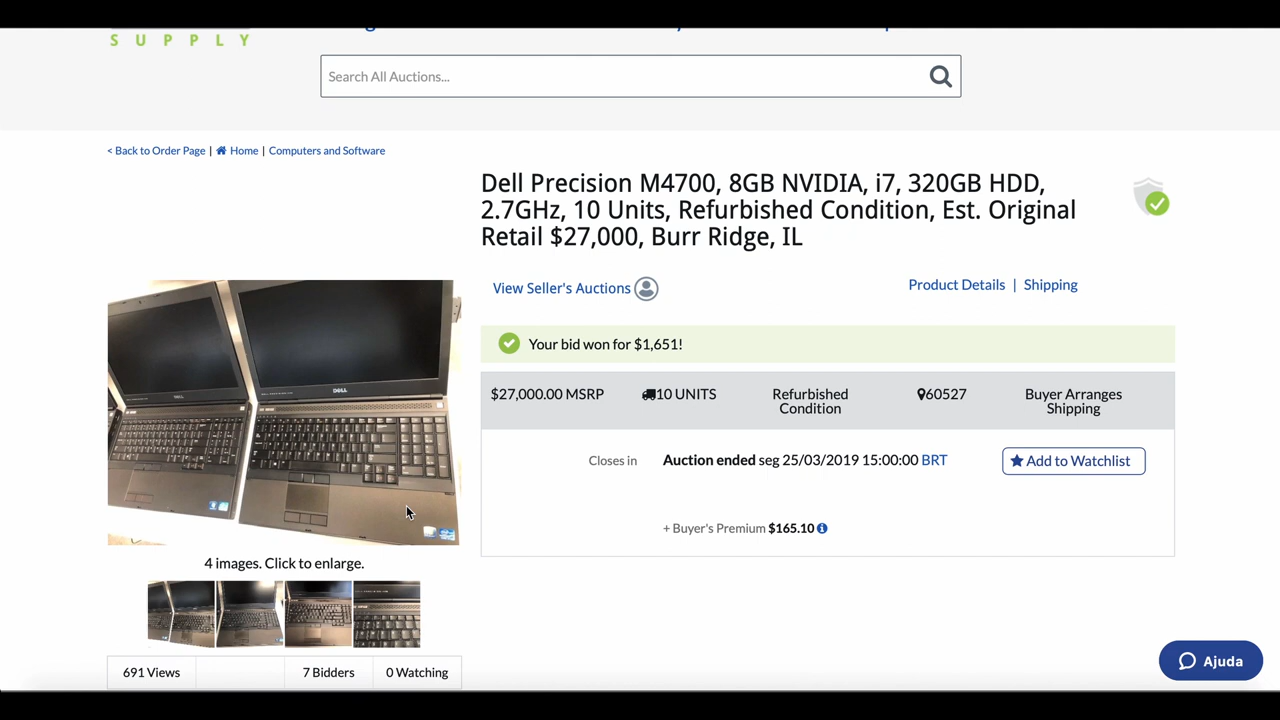 SUPPLY
Search All Auctions...
< Back to Order Page | Home | Computers and Software
Dell Precision M4700, 8GB NVIDIA, i7, 320GB HDD,
2.7GHz, 10 Units, Refurbished Condition, Est. Original
Retail $27,000, Burr Ridge, IL
View Seller's Auctions
Product Details | Shipping
Your bid won for $1,651!
$27,000.00 MSRP
10 UNITS
Refurbished
Condition
60527
Buyer Arranges
Shipping
Closes in
Auction ended seg 25/03/2019 15:00:00 BRT
Add to Watchlist
+ Buyer's Premium $165.10
DELL
DELL
4 images. Click to enlarge.
691 Views
7 Bidders
0 Watching
Ajuda